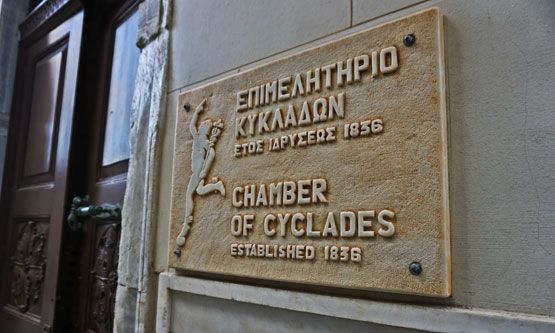 ΕΠΙΜΕΛΗΤΗΡΙΟ
ΚΥΚΛΑΔΩΝ
ΕΤΟΣ ΙΔΡΥΣΕΩΣ 1836
CHAMBER
OF CYCLADES
ESTABLISHED 1836